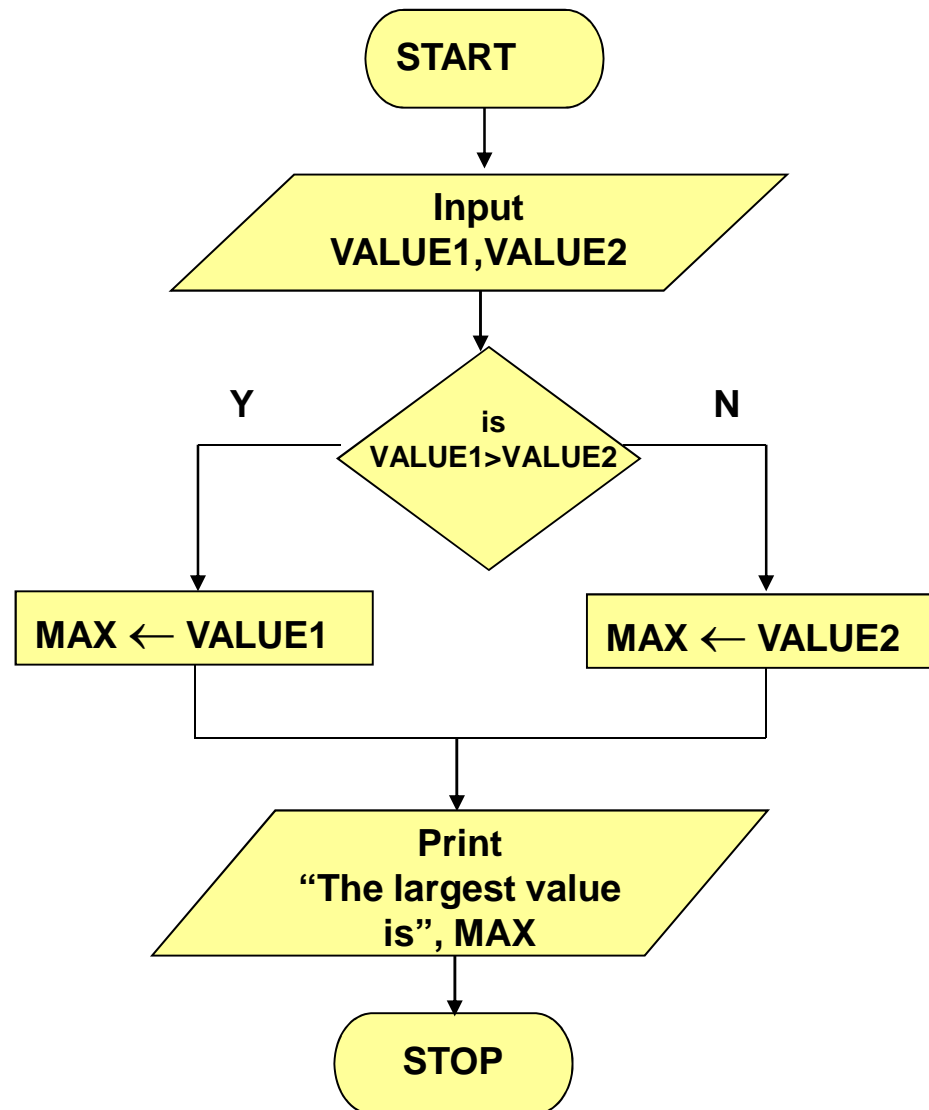 START
Input
VALUE1,VALUE2
Y
N
is
VALUE1>VALUE2
MAX ← VALUE1
MAX ← VALUE2
Print
“The largest value
is”, MAX
STOP